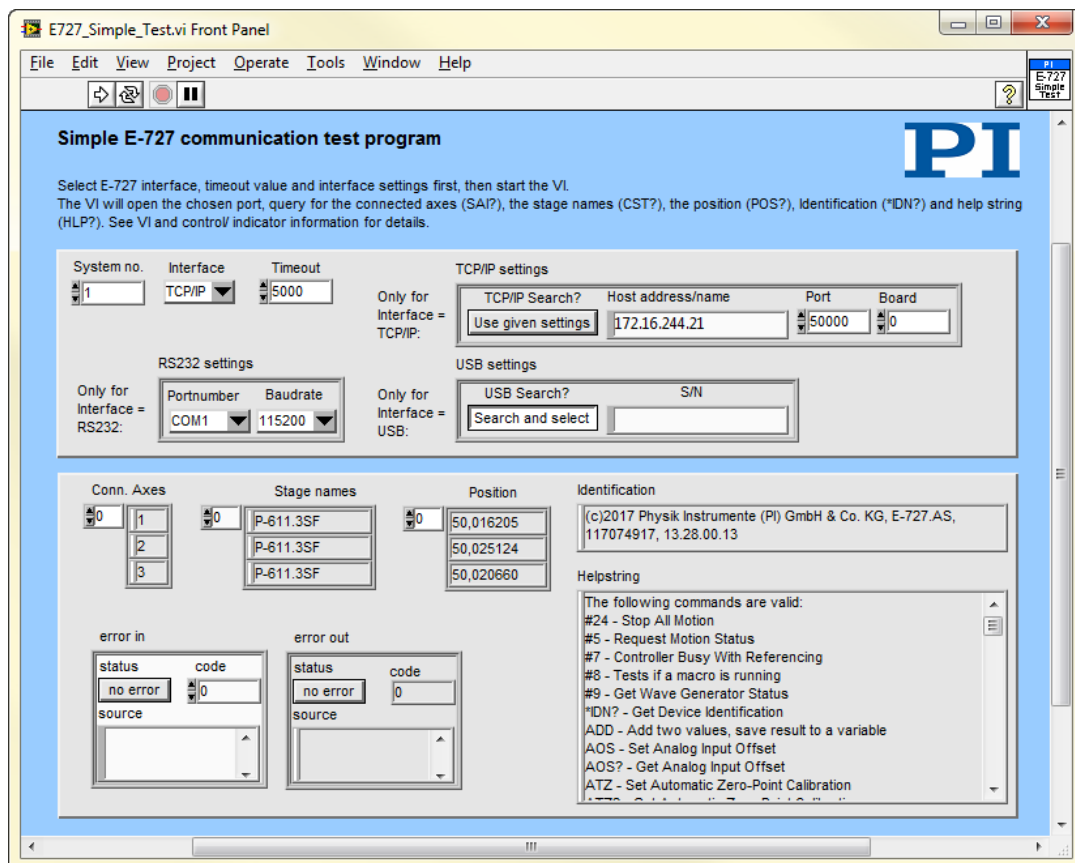 E727_Simple_Test.vi Front Panel
File Edit View Project Operate Tools Window Help
PI
E-727
Simple
Test
Simple E-727 communication test program
PI
Select E-727 interface, timeout value and interface settings first, then start the VI.
The VI will open the chosen port, query for the connected axes (SAI?), the stage names (CST?), the position (POS?), Identification (*IDN?) and help string
(HLP?). See VI and control/ indicator information for details.
System no. Interface Timeout
1 TCP/IP 5000
TCP/IP settings
Only for
Interface =
TCP/IP:
TCP/IP Search? Host address/name Port Board
Use given settings 172.16.244.21 50000 0
RS232 settings
Only for
Interface =
RS232:
Portnumber Baudrate
COM1 115200
USB settings
Only for
Interface =
USB:
USB Search? S/N
Search and select
Conn. Axes
0 1
2
3
Stage names
0 P-611.3SF
P-611.3SF
P-611.3SF
Position
0 50,016205
50,025124
50,020660
Identification
(c)2017 Physik Instrumente (PI) GmbH & Co. KG, E-727.AS,
117074917, 13.28.00.13
Helpstring
The following commands are valid:
#24 - Stop All Motion
#5 - Request Motion Status
#7 - Controller Busy With Referencing
#8 - Tests if a macro is running
#9 - Get Wave Generator Status
*IDN? - Get Device Identification
ADD - Add two values, save result to a variable
AOS - Set Analog Input Offset
AOS? - Get Analog Input Offset
ATZ - Set Automatic Zero-Point Calibration
error in
status code
no error 0
source
error out
status code
no error 0
source